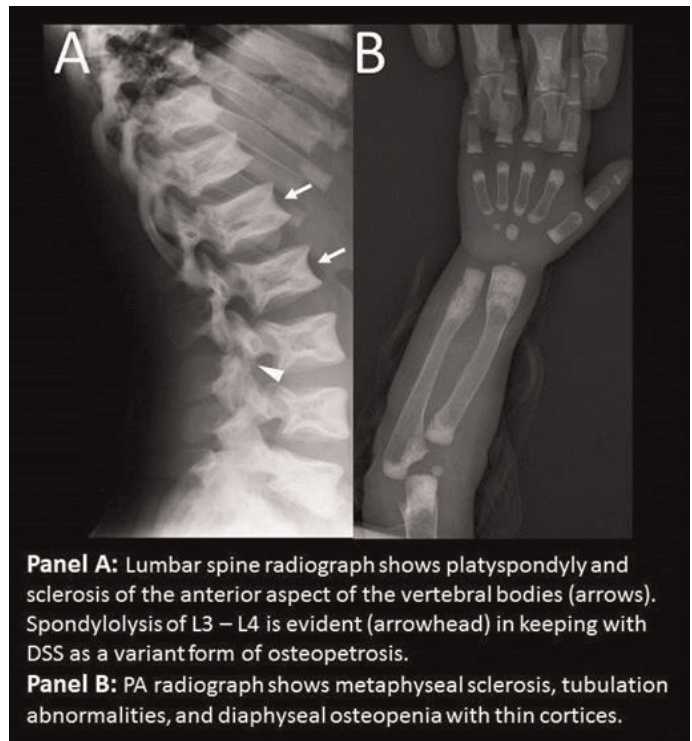 A
B
Panel A: Lumbar spine radiograph shows platyspondyly and
sclerosis of the anterior aspect of the vertebral bodies (arrows).
Spondylolysis of L3 – L4 is evident (arrowhead) in keeping with
DSS as a variant form of osteopetrosis.
Panel B: PA radiograph shows metaphyseal sclerosis, tubulation
abnormalities, and diaphyseal osteopenia with thin cortices.